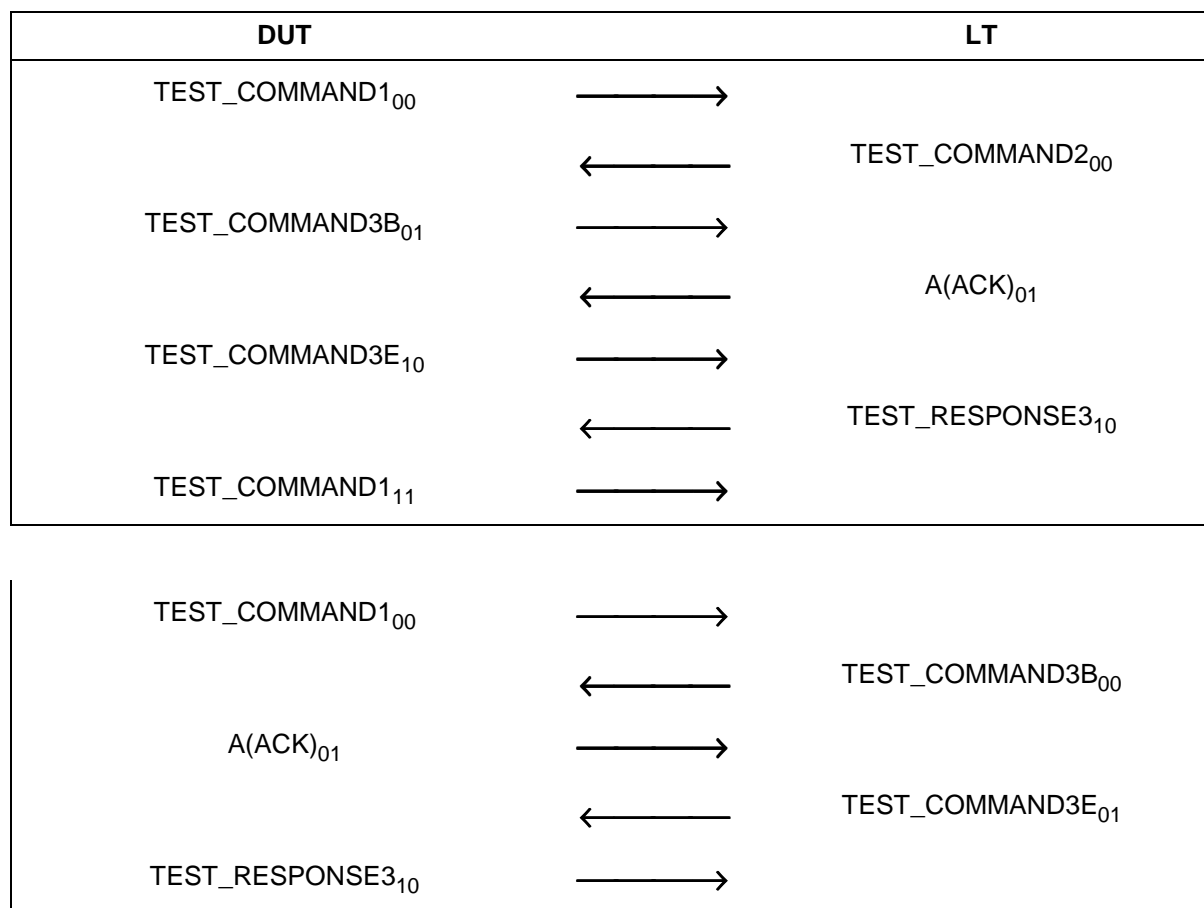 DUT LT
TEST_COMMAND1₀₀
TEST_COMMAND2₀₀
TEST_COMMAND3B₀₁
A(ACK)₀₁
TEST_COMMAND3E₁₀
TEST_RESPONSE3₁₀
TEST_COMMAND1₁₁
TEST_COMMAND1₀₀
TEST_COMMAND3B₀₀
A(ACK)₀₁
TEST_COMMAND3E₀₁
TEST_RESPONSE3₁₀